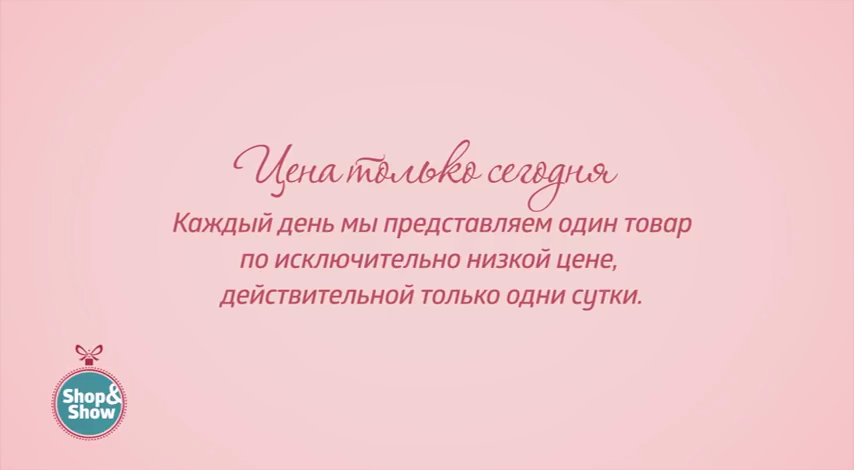 Цена только сегодня
Каждый день мы представляем один товар
по исключительно низкой цене,
действительной только одни сутки.
Shop&
Show